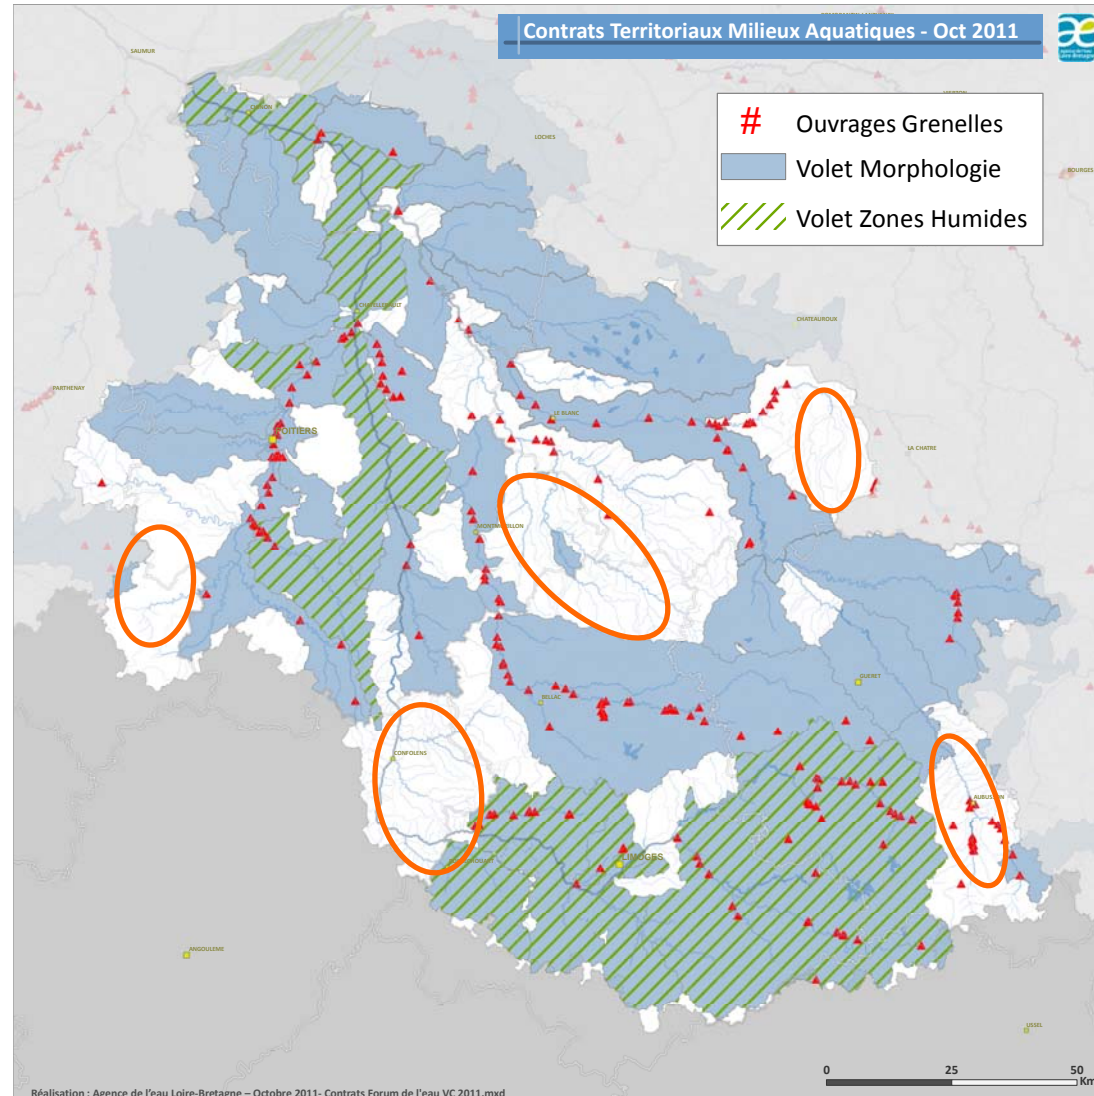 Contrats Territoriaux Milieux Aquatiques - Oct 2011
# Ouvrages Grenelles
Volet Morphologie
Volet Zones Humides
SAUMUR
CHINON
LOCHES
BOURGES
CHATELLERAULT
CHATEAUROUX
PARTHENAY
LE BLANC
POITIERS
LA CHATRE
MONTMORILLON
GUERET
BELLAC
CONFOLENS
AUBUSSON
LIMOGES
ANGOULEME
USSEL
0 25 50
Km
Réalisation : Agence de l'eau Loire-Bretagne – Octobre 2011- Contrats Forum de l'eau VC 2011.mxd